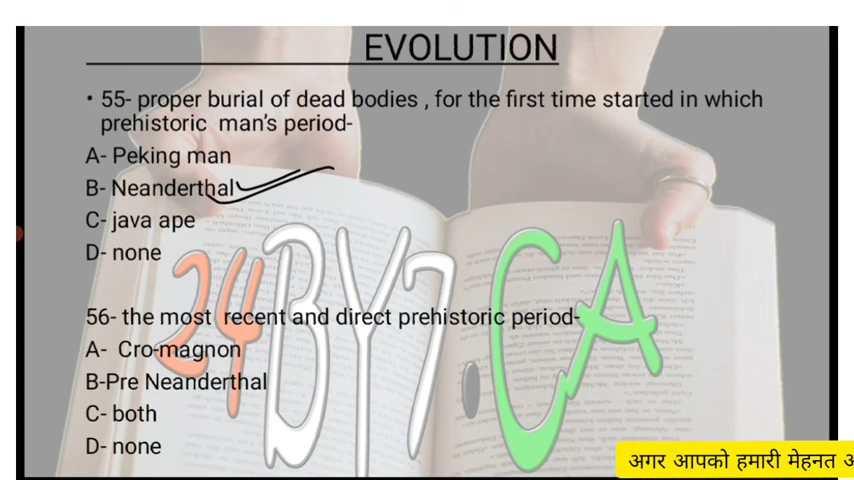 EVOLUTION
• 55- proper burial of dead bodies , for the first time started in which
prehistoric man's period-
A- Peking man
B- Neanderthal
C- java ape
D- none
24BY7.CA
56- the most recent and direct prehistoric period-
A- Cro-magnon
B-Pre Neanderthal
C- both
D- none
अगर आपको हमारी मेहनत